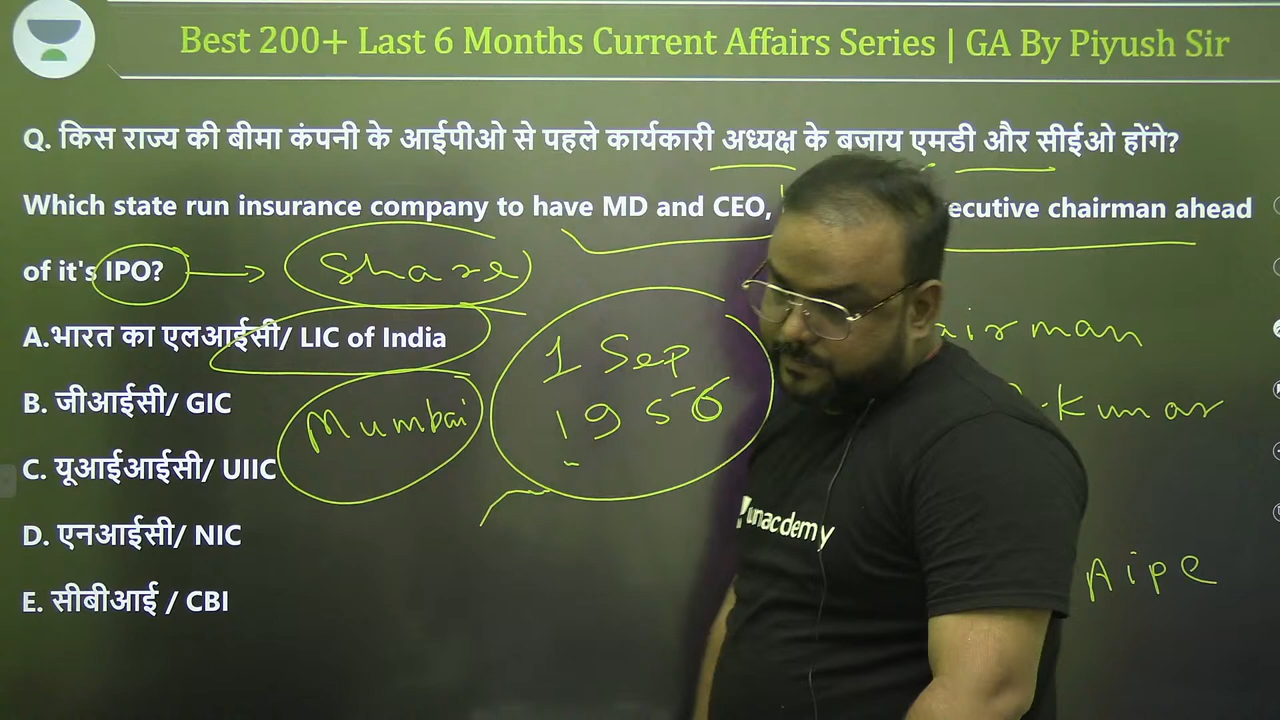 Best 200+ Last 6 Months Current Affairs Series | GA By Piyush Sir
Q. किस राज्य की बीमा कंपनी के आईपीओ से पहले कार्यकारी अध्यक्ष के बजाय एमडी और सीईओ होंगे?
Which state run insurance company to have MD and CEO, ecutive chairman ahead
of it's IPO? share
A.भारत का एलआईसी/ LIC of India
1 Sep
1956
airman
B. जीआईसी/ GIC
Mumbai
kumar
C. यूआईआईसी/ UIIC
unacdemy
D. एनआईसी/ NIC
Aipe
E. सीबीआई / CBI